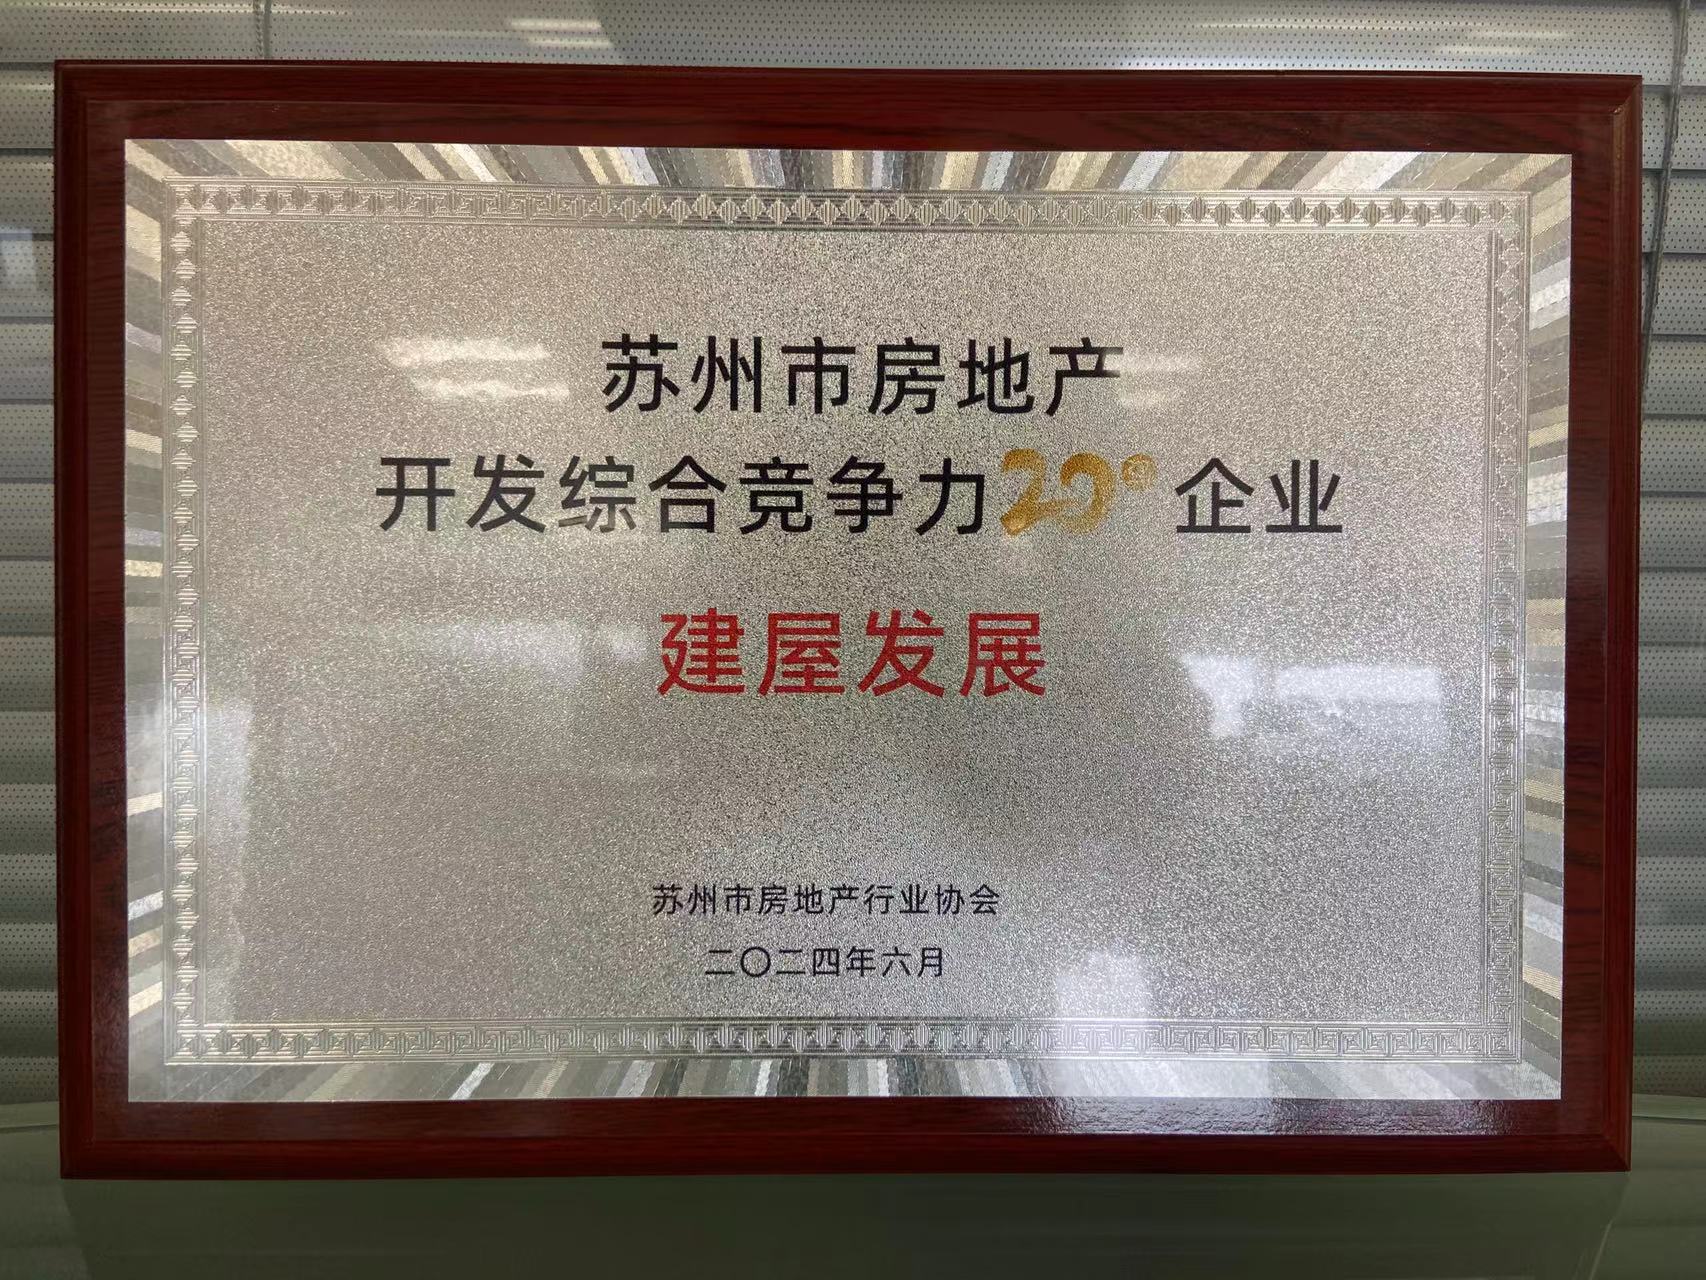 苏州市房地产
开发综合竞争力20强企业
建屋发展
苏州市房地产行业协会
二〇二四年六月